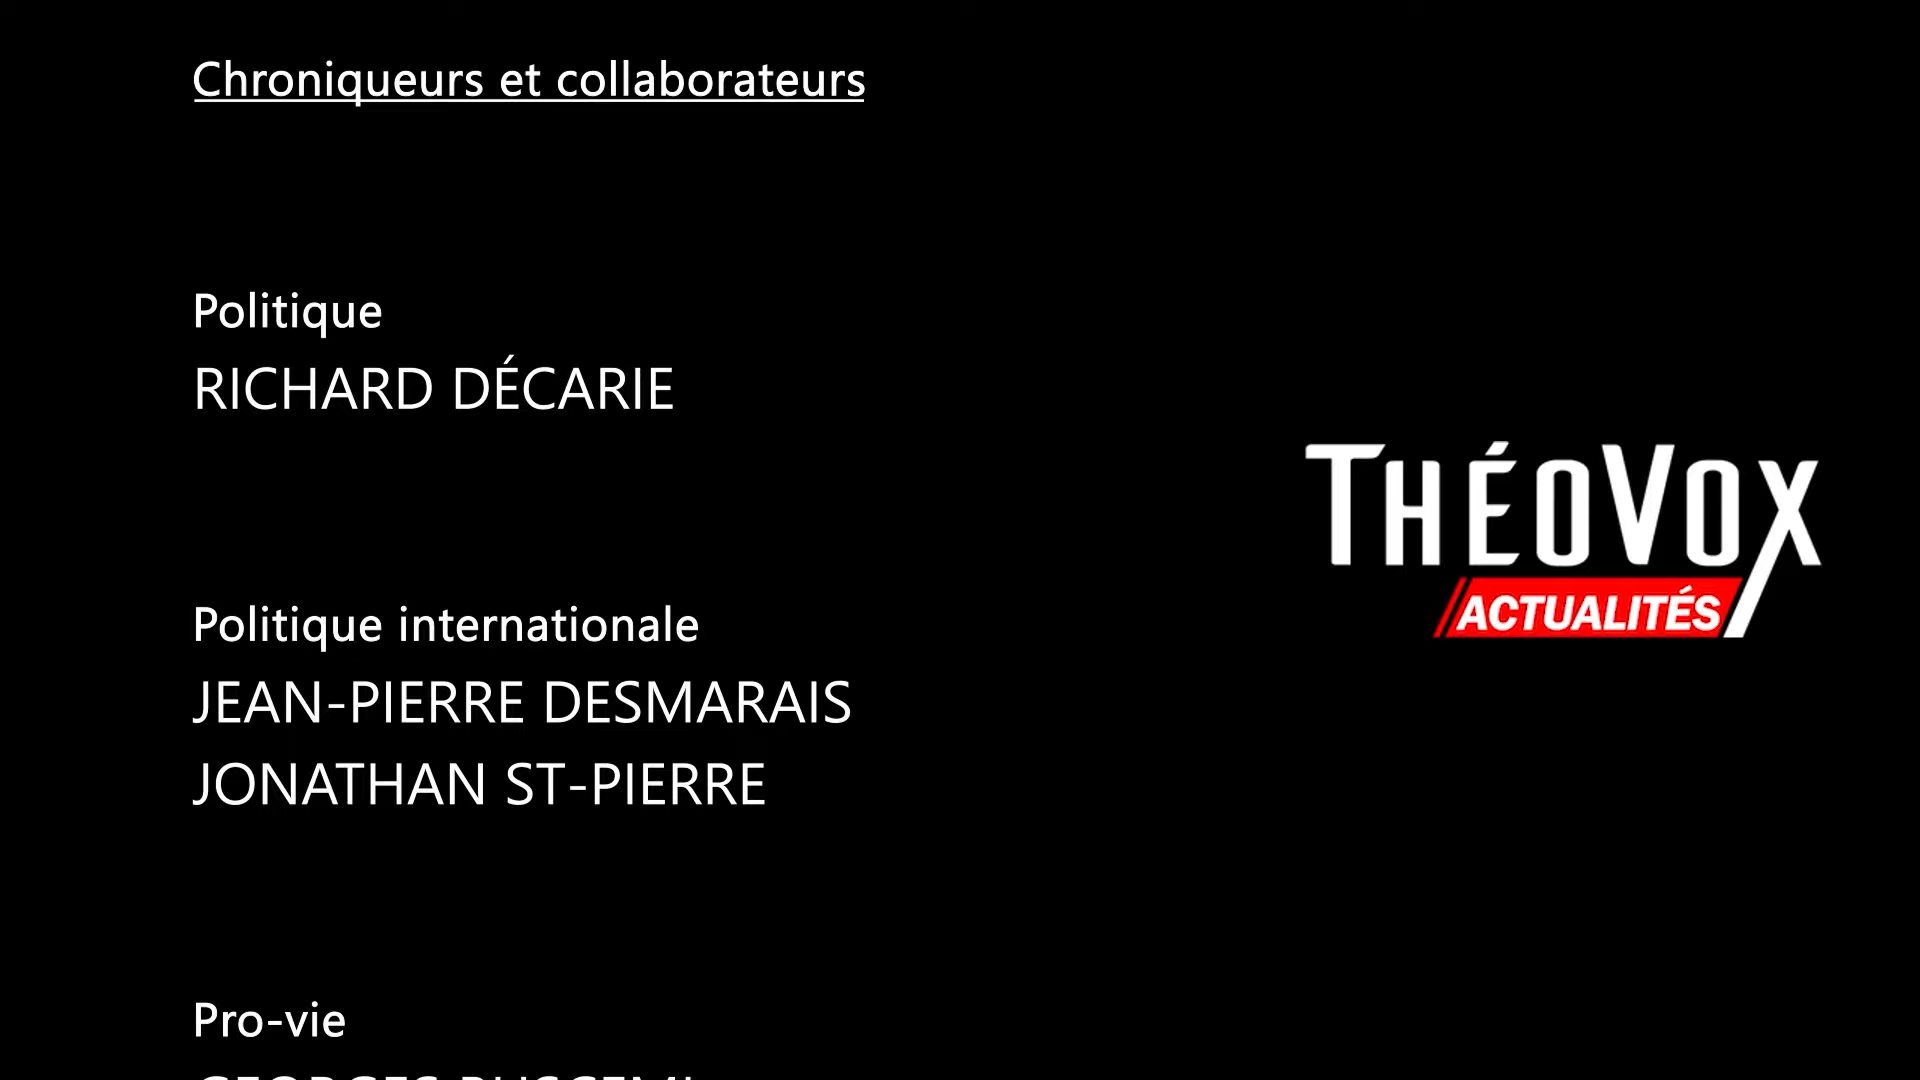 Chroniqueurs et collaborateurs
Politique
RICHARD DÉCARIE
Politique internationale
JEAN-PIERRE DESMARAIS
JONATHAN ST-PIERRE
Pro-vie
THÉOVOX
ACTUALITÉS